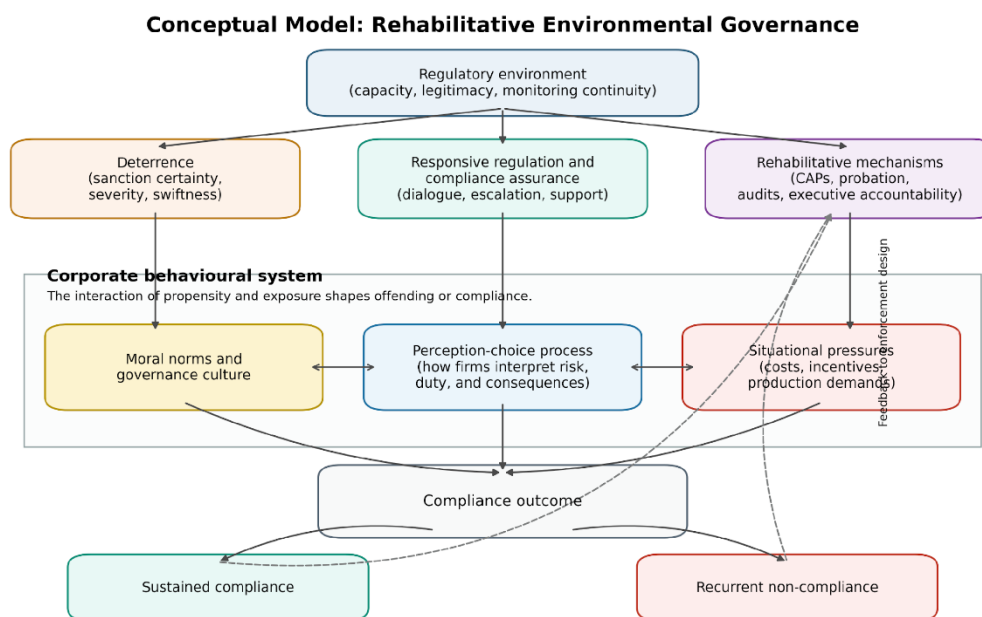 Conceptual Model: Rehabilitative Environmental Governance
Regulatory environment
(capacity, legitimacy, monitoring continuity)
Deterrence
(sanction certainty,
severity, swiftness)
Responsive regulation and
compliance assurance
(dialogue, escalation, support)
Rehabilitative mechanisms
(CAPs, probation,
audits, executive accountability)
Corporate behavioural system
The interaction of propensity and exposure shapes offending or compliance.
Moral norms and
governance culture
Perception-choice process
(how firms interpret risk,
duty, and consequences)
Situational pressures
(costs, incentives,
production demands)
Feedback to enforcement design
Compliance outcome
Sustained compliance
Recurrent non-compliance